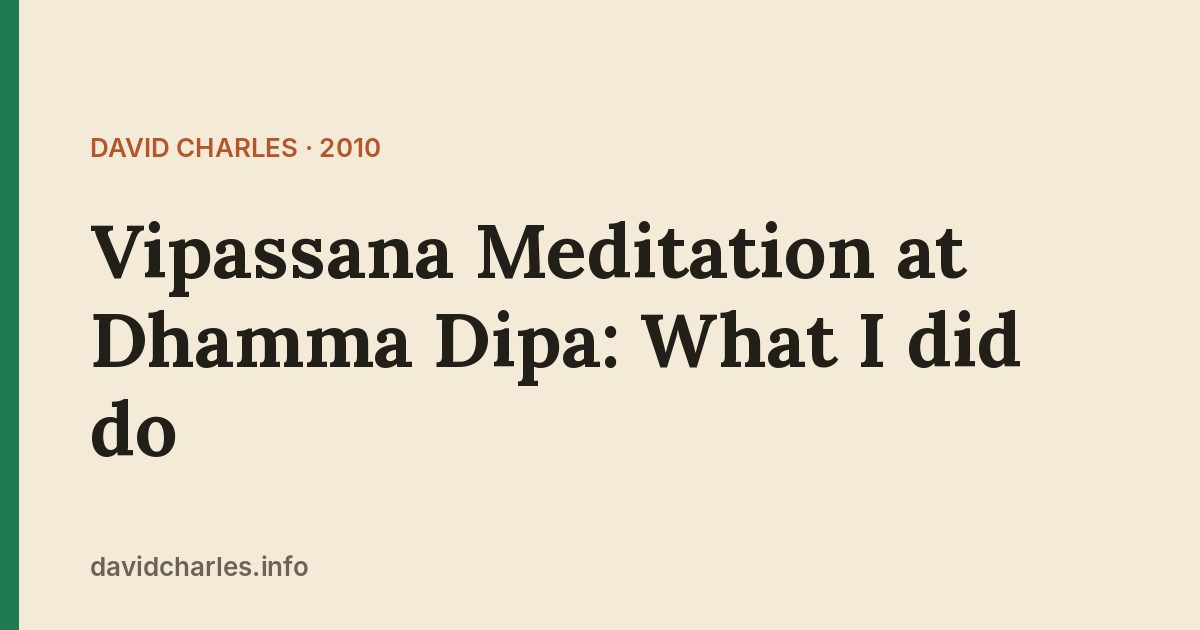 DAVID CHARLES · 2010
Vipassana Meditation at
Dhamma Dipa: What I did
do
davidcharles.info